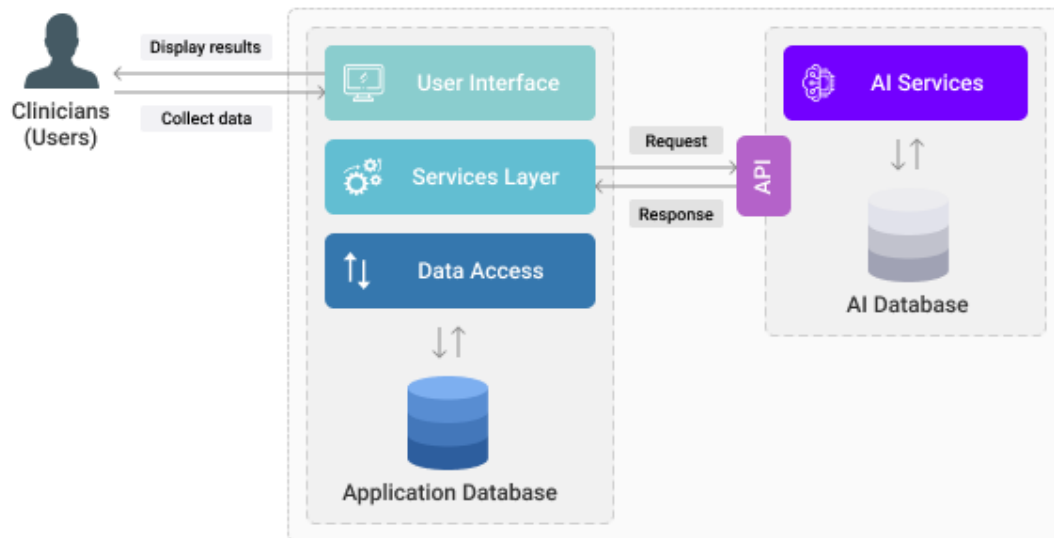 Display results
Clinicians
(Users)
Collect data
User Interface
Services Layer
Data Access
Application Database
Request
Response
API
AI Services
AI Database